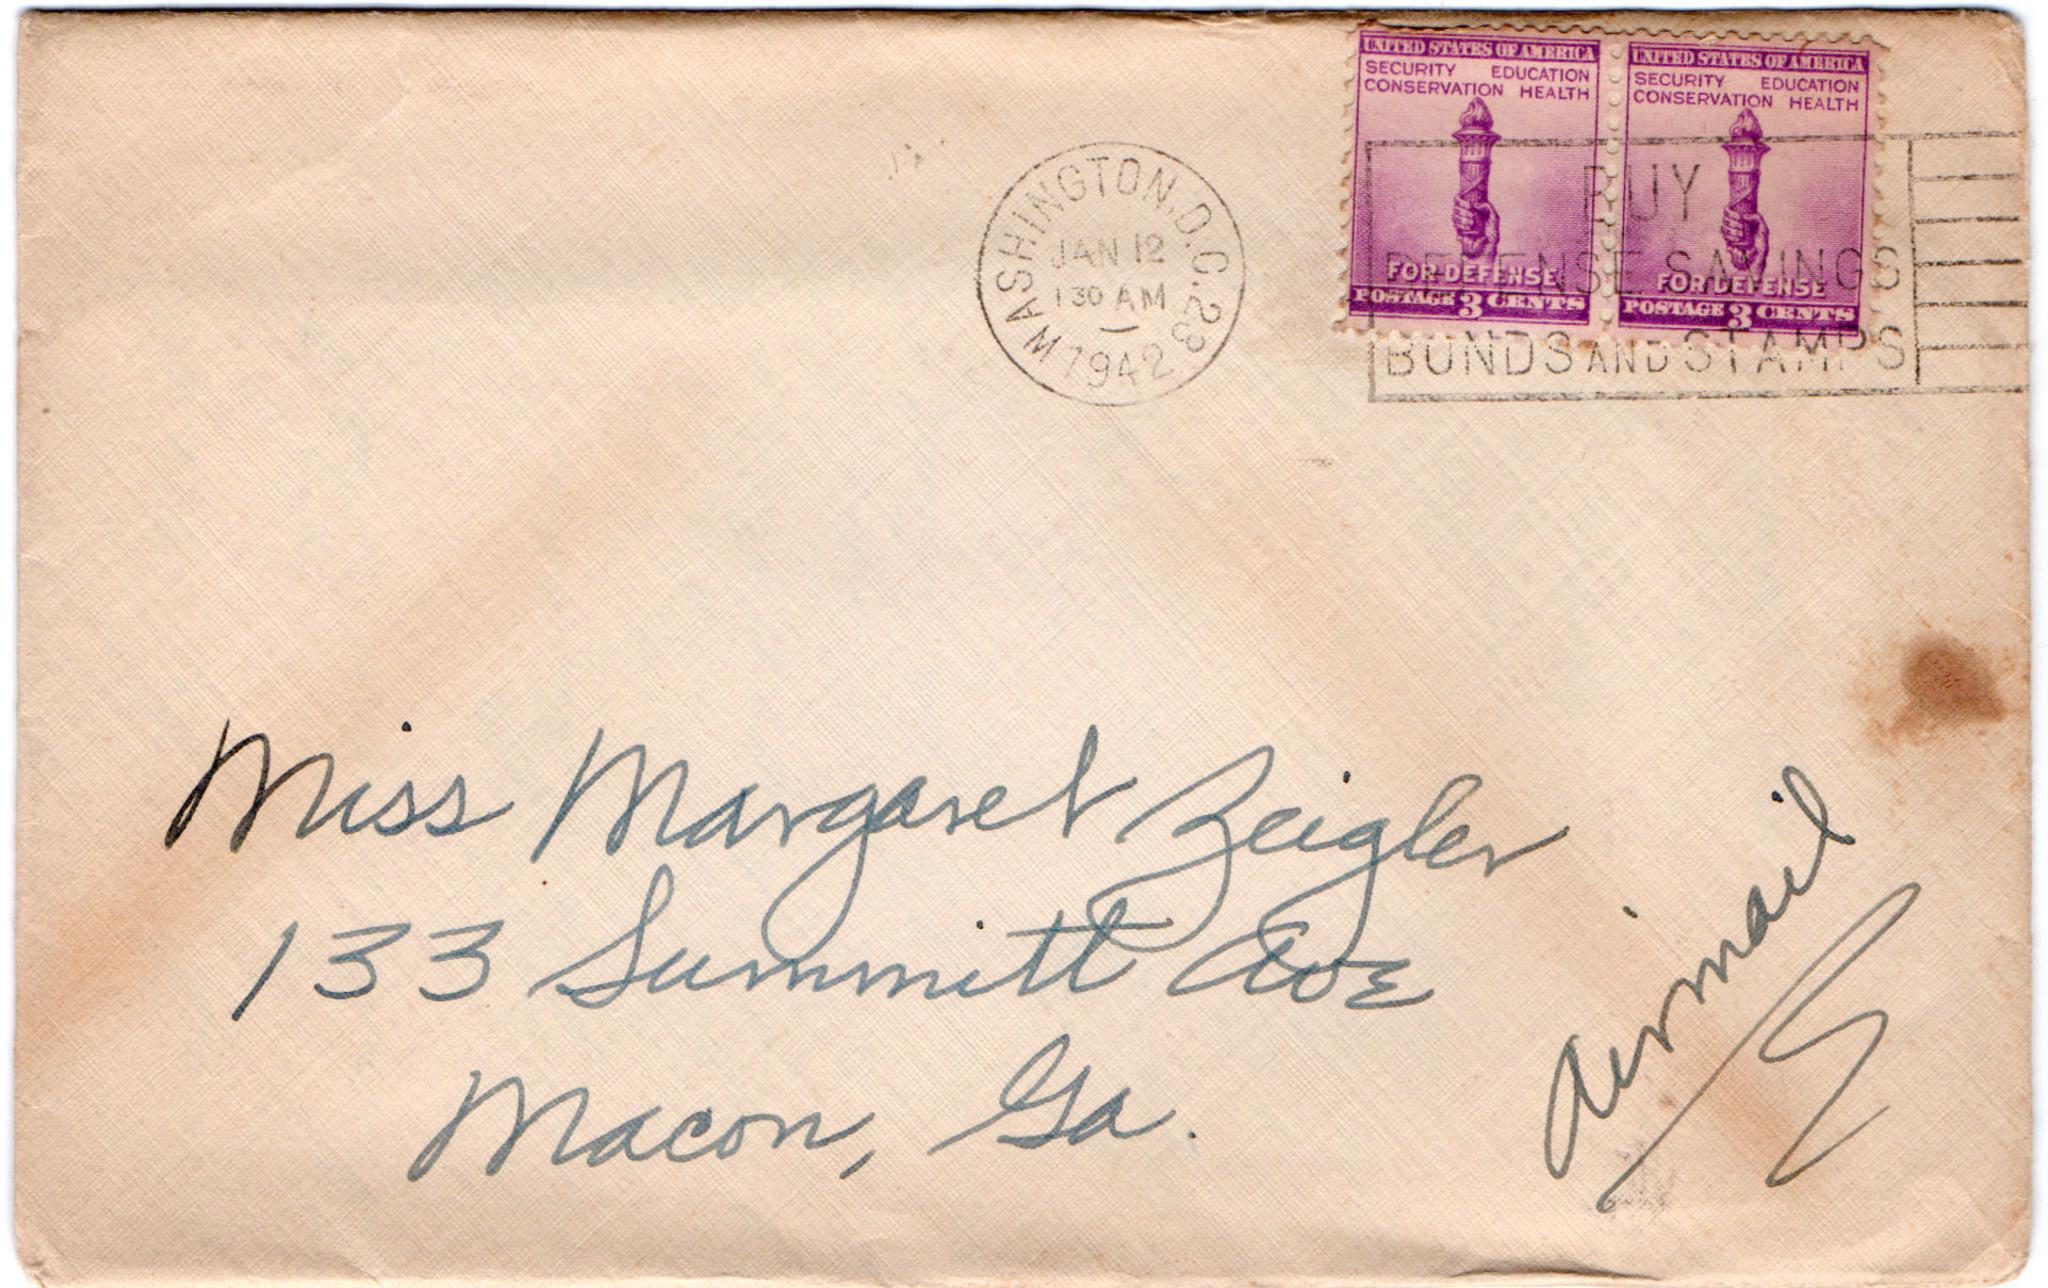 UNITED STATES OF AMERICA
SECURITY EDUCATION
CONSERVATION HEALTH
FOR DEFENSE
POSTAGE 3 CENTS
UNITED STATES OF AMERICA
SECURITY EDUCATION
CONSERVATION HEALTH
FOR DEFENSE
POSTAGE 3 CENTS
WASHINGTON, D.C. 23
JAN 12
1 30 AM
1942
BUY
DEFENSE SAVINGS
BONDS AND STAMPS
Miss Margaret Zeigler
133 Summitt Ave
Macon, Ga.
Airmail